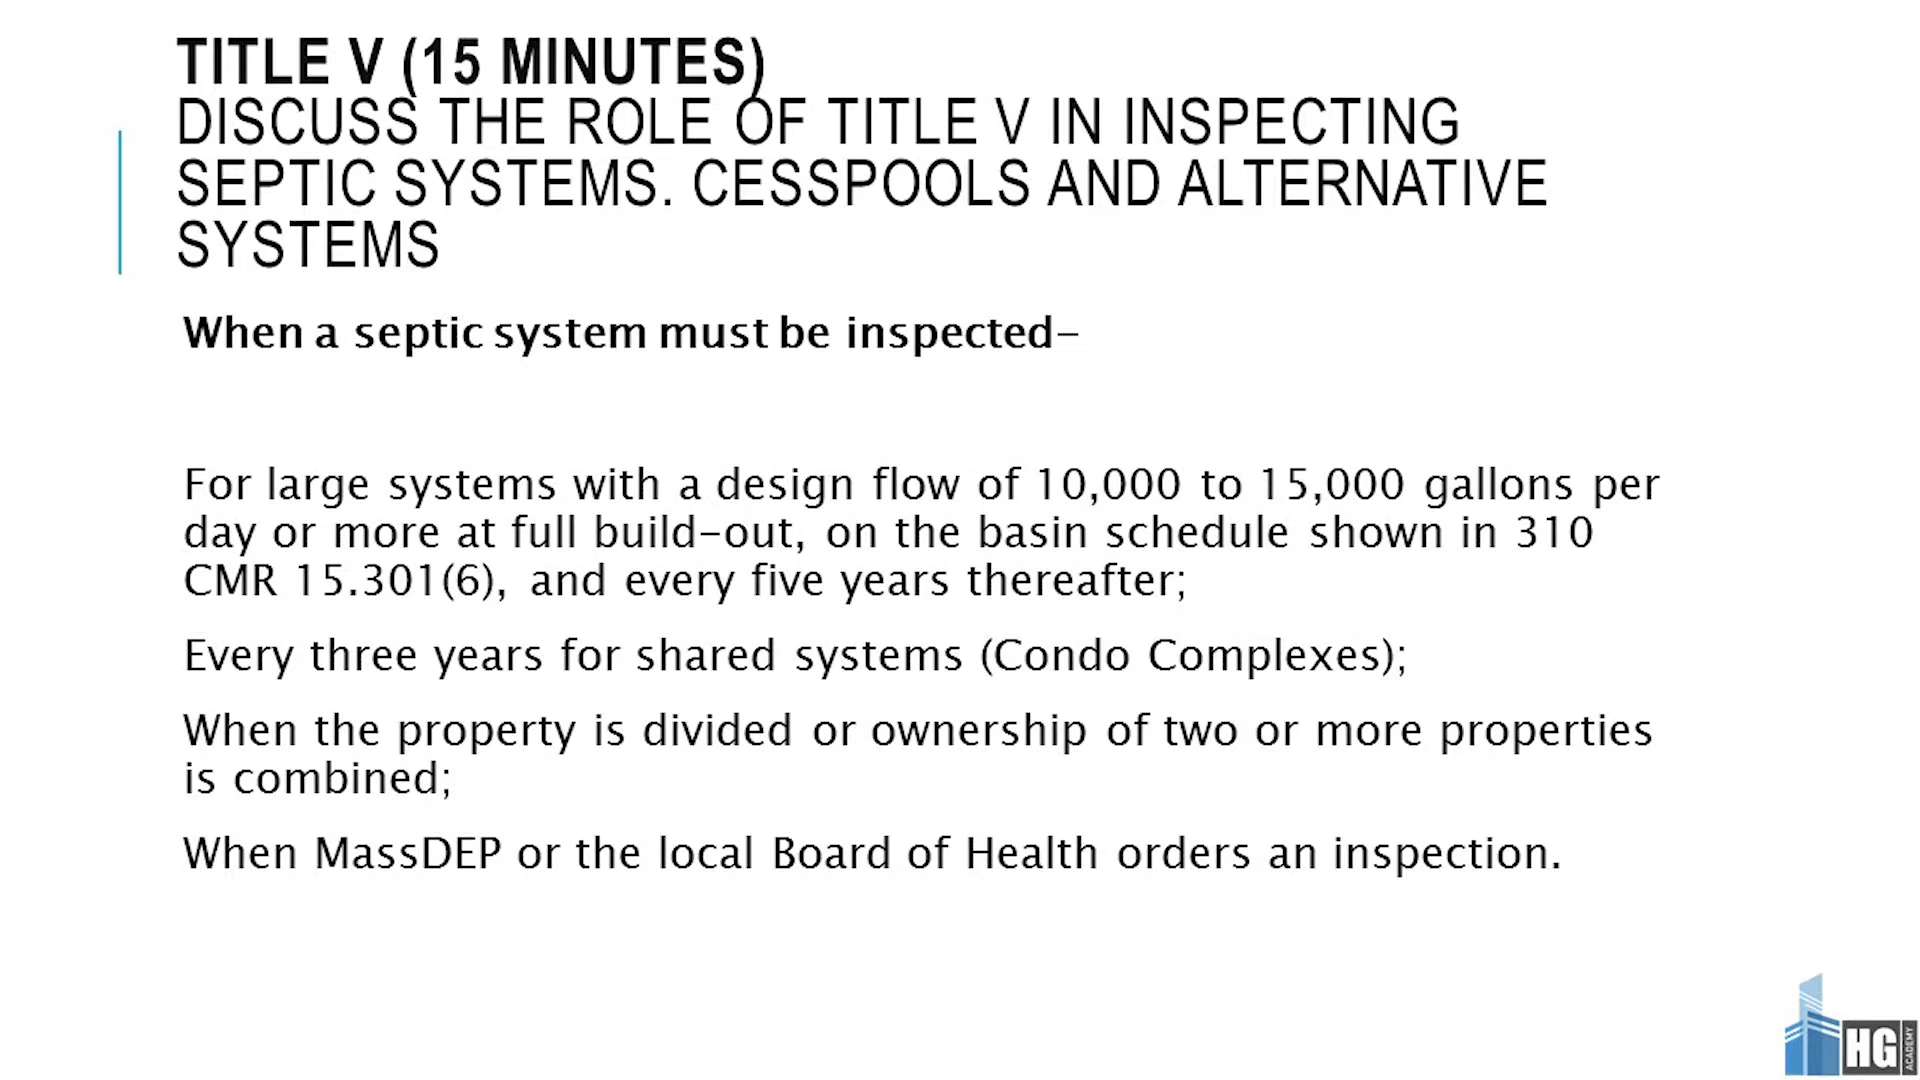 TITLE V (15 MINUTES)
DISCUSS THE ROLE OF TITLE V IN INSPECTING
SEPTIC SYSTEMS. CESSPOOLS AND ALTERNATIVE
SYSTEMS
When a septic system must be inspected–
For large systems with a design flow of 10,000 to 15,000 gallons per
day or more at full build-out, on the basin schedule shown in 310
CMR 15.301(6), and every five years thereafter;
Every three years for shared systems (Condo Complexes);
When the property is divided or ownership of two or more properties
is combined;
When MassDEP or the local Board of Health orders an inspection.
HG
ACADEMY